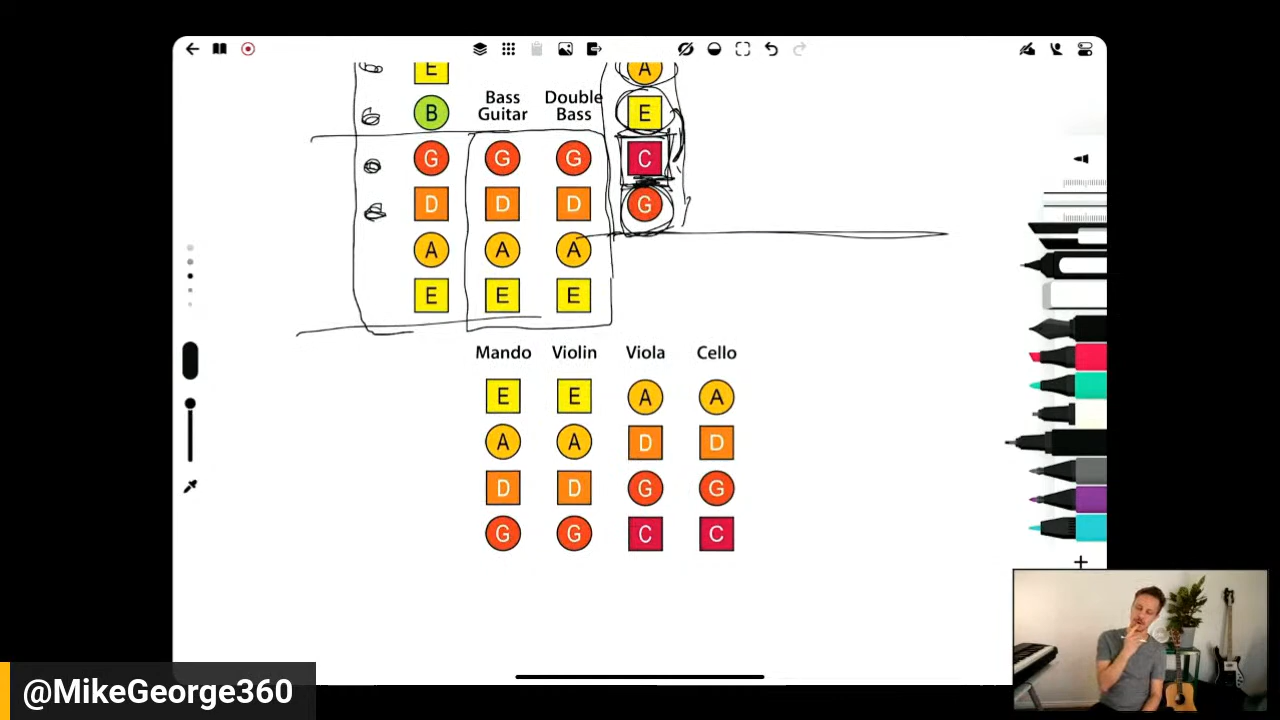 E
A
Bass Double
Guitar Bass
B
E
G G G C
D D D G
A A A
E E E
Mando Violin Viola Cello
E E A A
A A D D
D D G G
G G C C
@MikeGeorge360